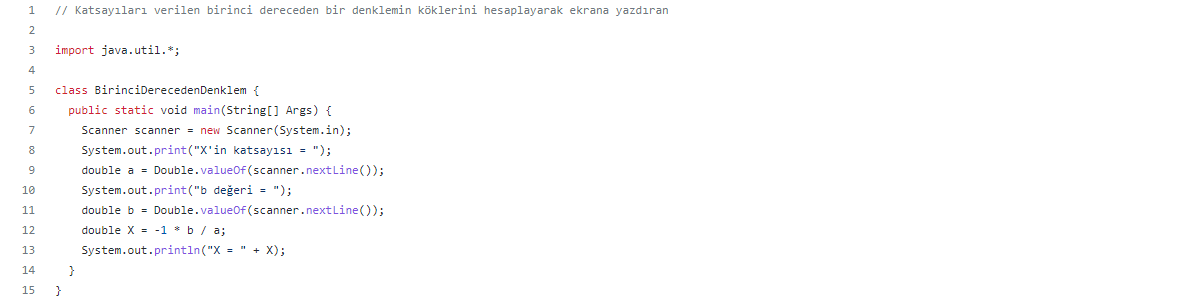 1 // Katsayıları verilen birinci dereceden bir denklemin köklerini hesaplayarak ekrana yazdıran
2
3 import java.util.*;
4
5 class BirinciDerecedenDenklem {
6   public static void main(String[] Args) {
7     Scanner scanner = new Scanner(System.in);
8     System.out.print("X'in katsayısı = ");
9     double a = Double.valueOf(scanner.nextLine());
10     System.out.print("b değeri = ");
11     double b = Double.valueOf(scanner.nextLine());
12     double X = -1 * b / a;
13     System.out.println("X = " + X);
14   }
15 }